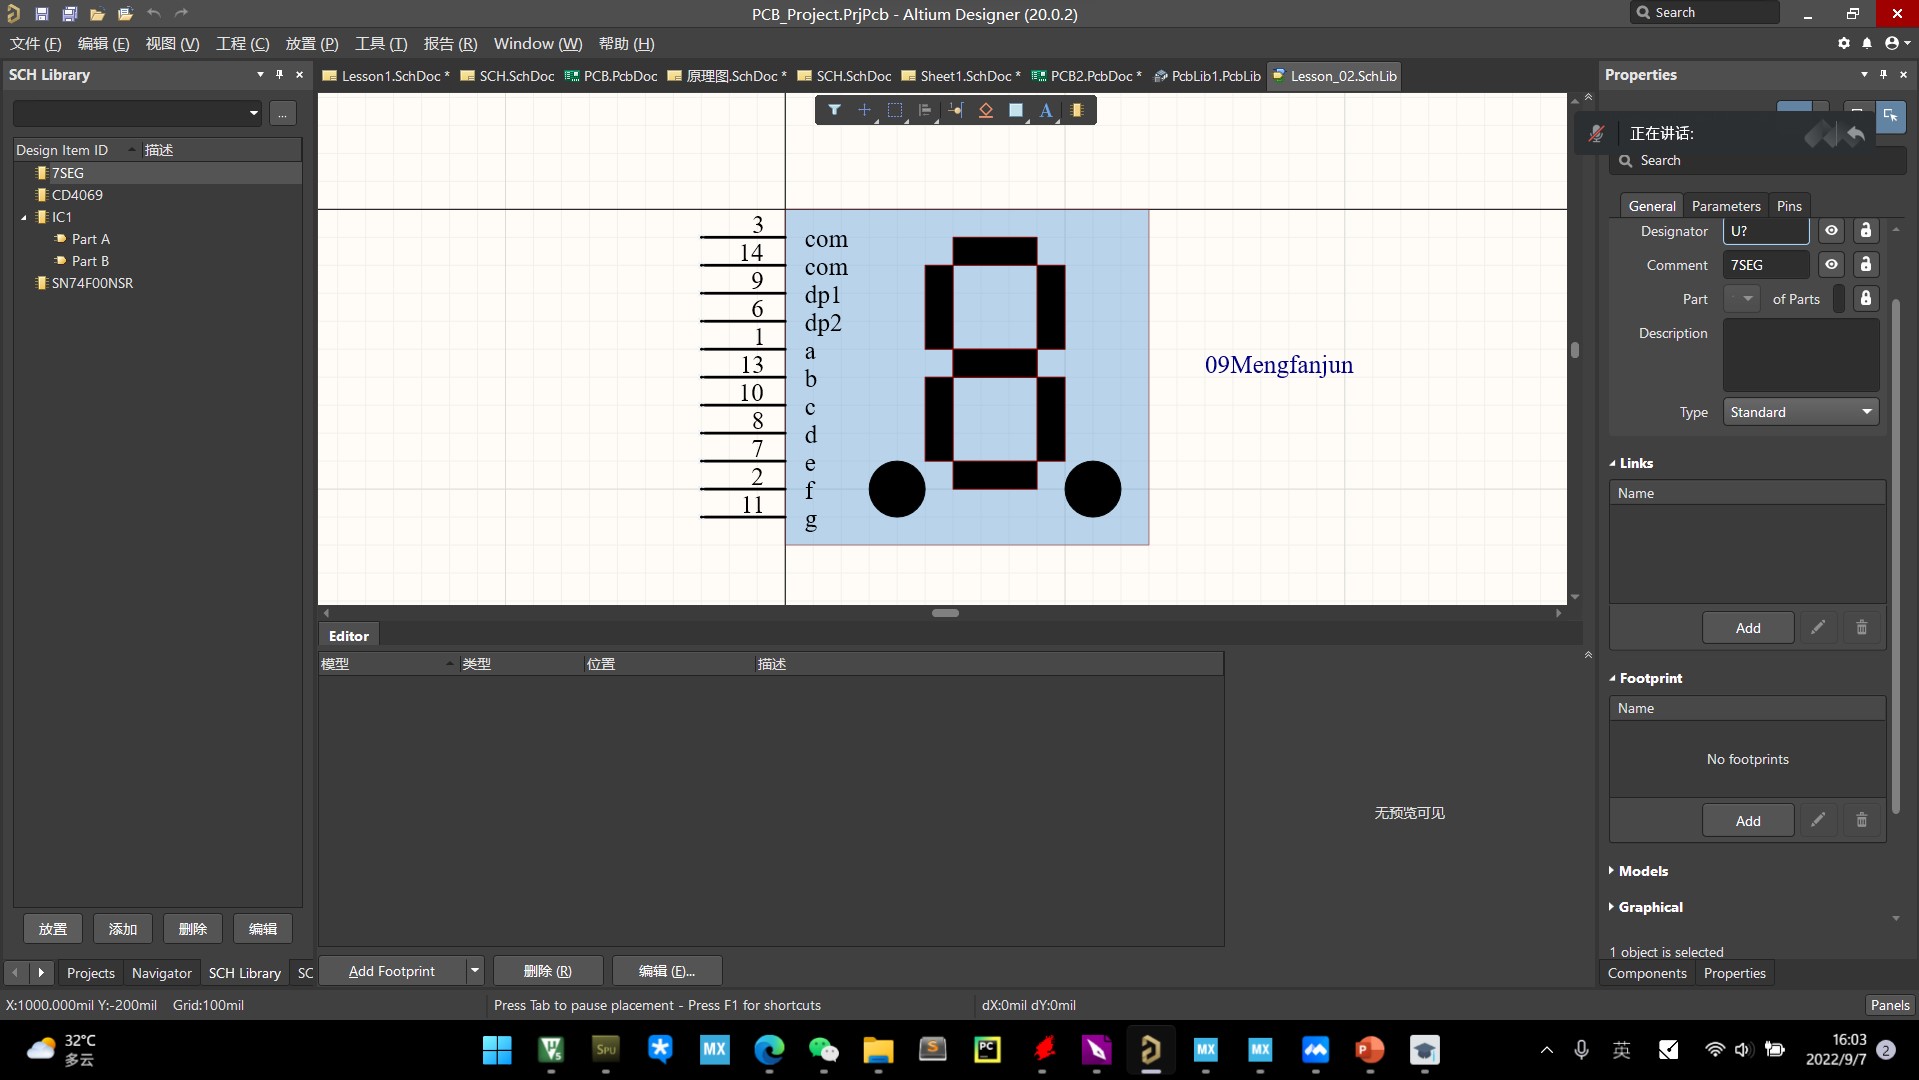 PCB_Project.PrjPcb - Altium Designer (20.0.2)
Search
文件 (F) 编辑 (E) 视图 (V) 工程 (C) 放置 (P) 工具 (T) 报告 (R) Window (W) 帮助 (H)
SCH Library
Lesson1.SchDoc * SCH.SchDoc PCB.PcbDoc 原理图.SchDoc * SCH.SchDoc Sheet1.SchDoc * PCB2.PcbDoc * PcbLib1.PcbLib Lesson_02.SchLib
Properties
...
正在讲话:
Search
Design Item ID 描述
7SEG
CD4069
IC1
Part A
Part B
SN74F00NSR
3 com
14 com
9 dp1
6 dp2
1 a
13 b
10 c
8 d
7 e
2 f
11 g
09Mengfanjun
General Parameters Pins
Designator U?
Comment 7SEG
Part of Parts
Description
Type Standard
Links
Name
Add
Footprint
Name
No footprints
Add
Models
Graphical
1 object is selected
Components Properties
Editor
模型 类型 位置 描述
无预览可见
放置 添加 删除 编辑
Projects Navigator SCH Library SC
Add Footprint 删除 (R) 编辑 (E)...
X:1000.000mil Y:-200mil Grid:100mil
Press Tab to pause placement - Press F1 for shortcuts
dX:0mil dY:0mil
Panels
32°C
多云
V5
SPU
MX
S
PC
MX
MX
P
英
16:03
2022/9/7
2